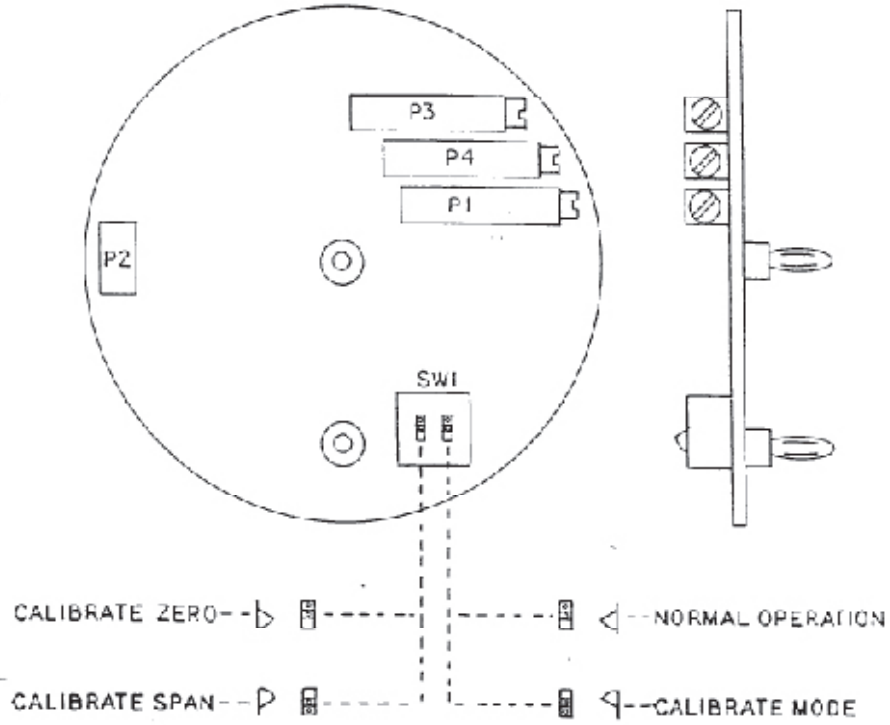 P3
P4
P1
P2
SW1
CALIBRATE ZERO
NORMAL OPERATION
CALIBRATE SPAN
CALIBRATE MODE